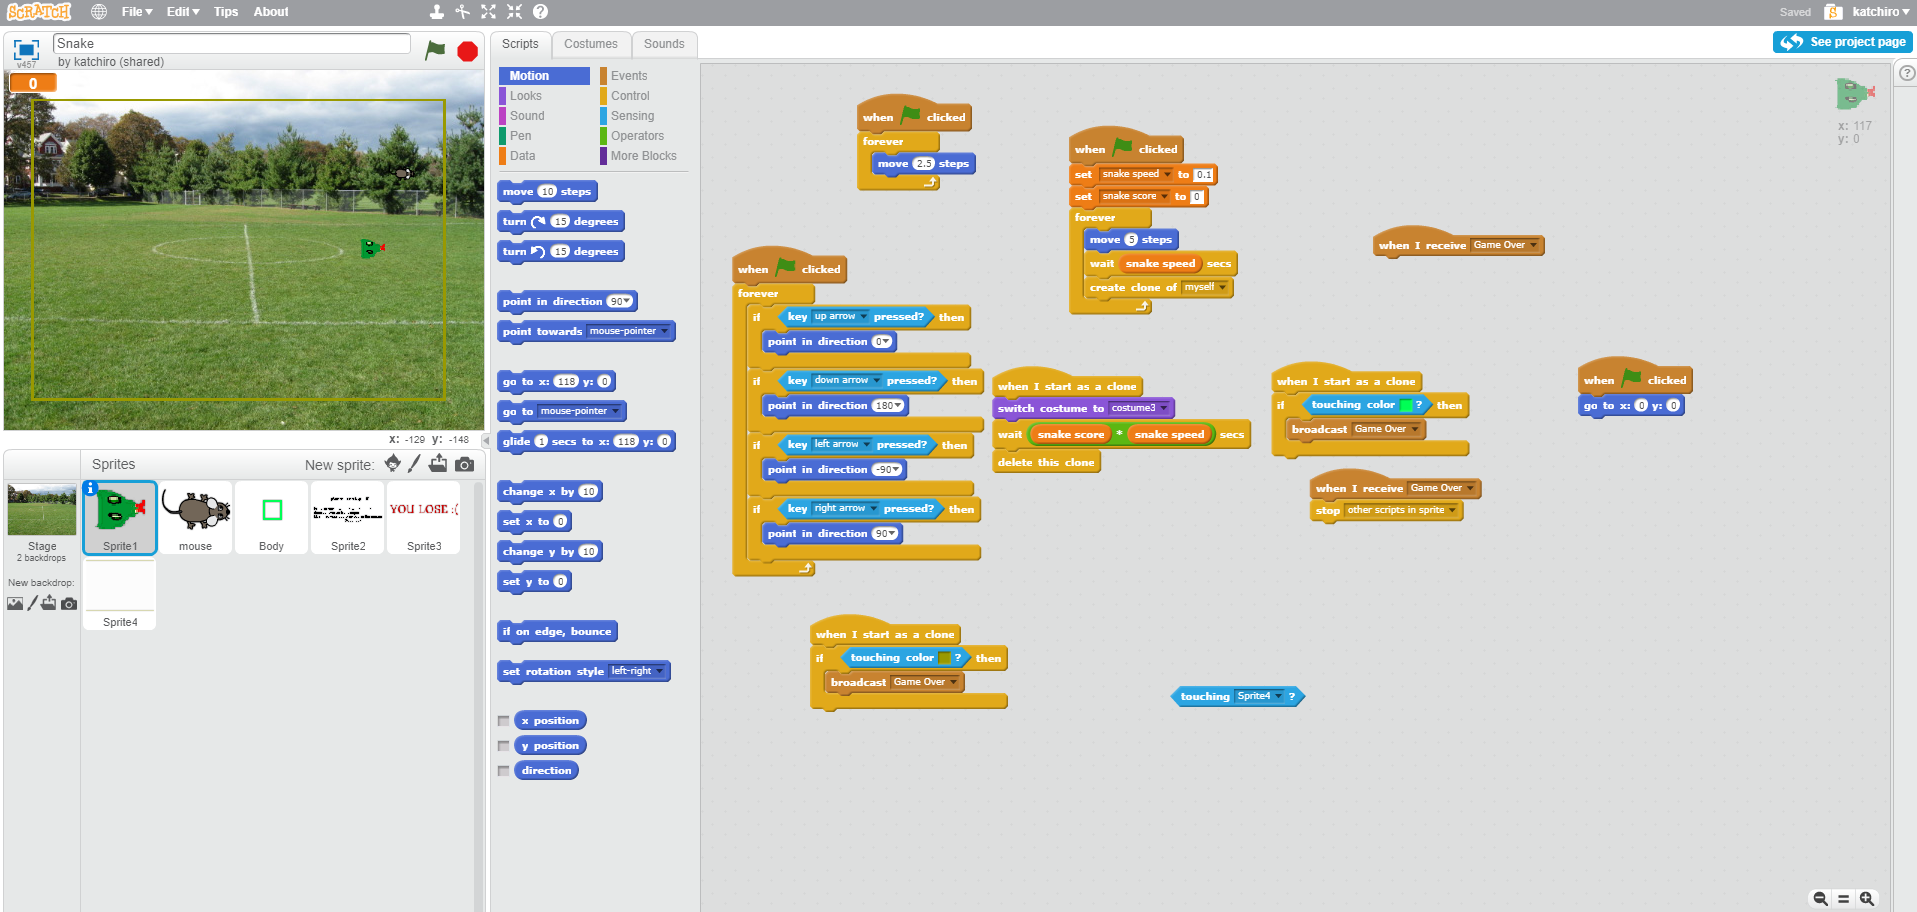 SCRATCH
File
Edit
Tips
About
Saved
katchiro
Snake
by katchiro (shared)
v457
0
Scripts
Costumes
Sounds
See project page
Motion
Looks
Sound
Pen
Data
Events
Control
Sensing
Operators
More Blocks
move 10 steps
turn 15 degrees
turn 15 degrees
point in direction 90
point towards mouse-pointer
go to x: 118 y: 0
go to mouse-pointer
glide 1 secs to x: 118 y: 0
change x by 10
set x to 0
change y by 10
set y to 0
if on edge, bounce
set rotation style left-right
x position
y position
direction
x: -129 y: -148
Sprites
New sprite:
Stage
2 backdrops
New backdrop:
Sprite1
mouse
Body
Sprite2
YOU LOSE :(
Sprite3
Sprite4
when clicked
forever
move 2.5 steps
when clicked
set snake speed to 0.1
set snake score to 0
forever
move 5 steps
wait snake speed secs
create clone of myself
when I receive Game Over
x: 117
y: 0
when clicked
forever
if key up arrow pressed? then
point in direction 0
if key down arrow pressed? then
point in direction 180
if key left arrow pressed? then
point in direction -90
if key right arrow pressed? then
point in direction 90
when I start as a clone
switch costume to costume3
wait snake score * snake speed secs
delete this clone
when I start as a clone
if touching color ? then
broadcast Game Over
when I receive Game Over
stop other scripts in sprite
when clicked
go to x: 0 y: 0
when I start as a clone
if touching color ? then
broadcast Game Over
touching Sprite4 ?